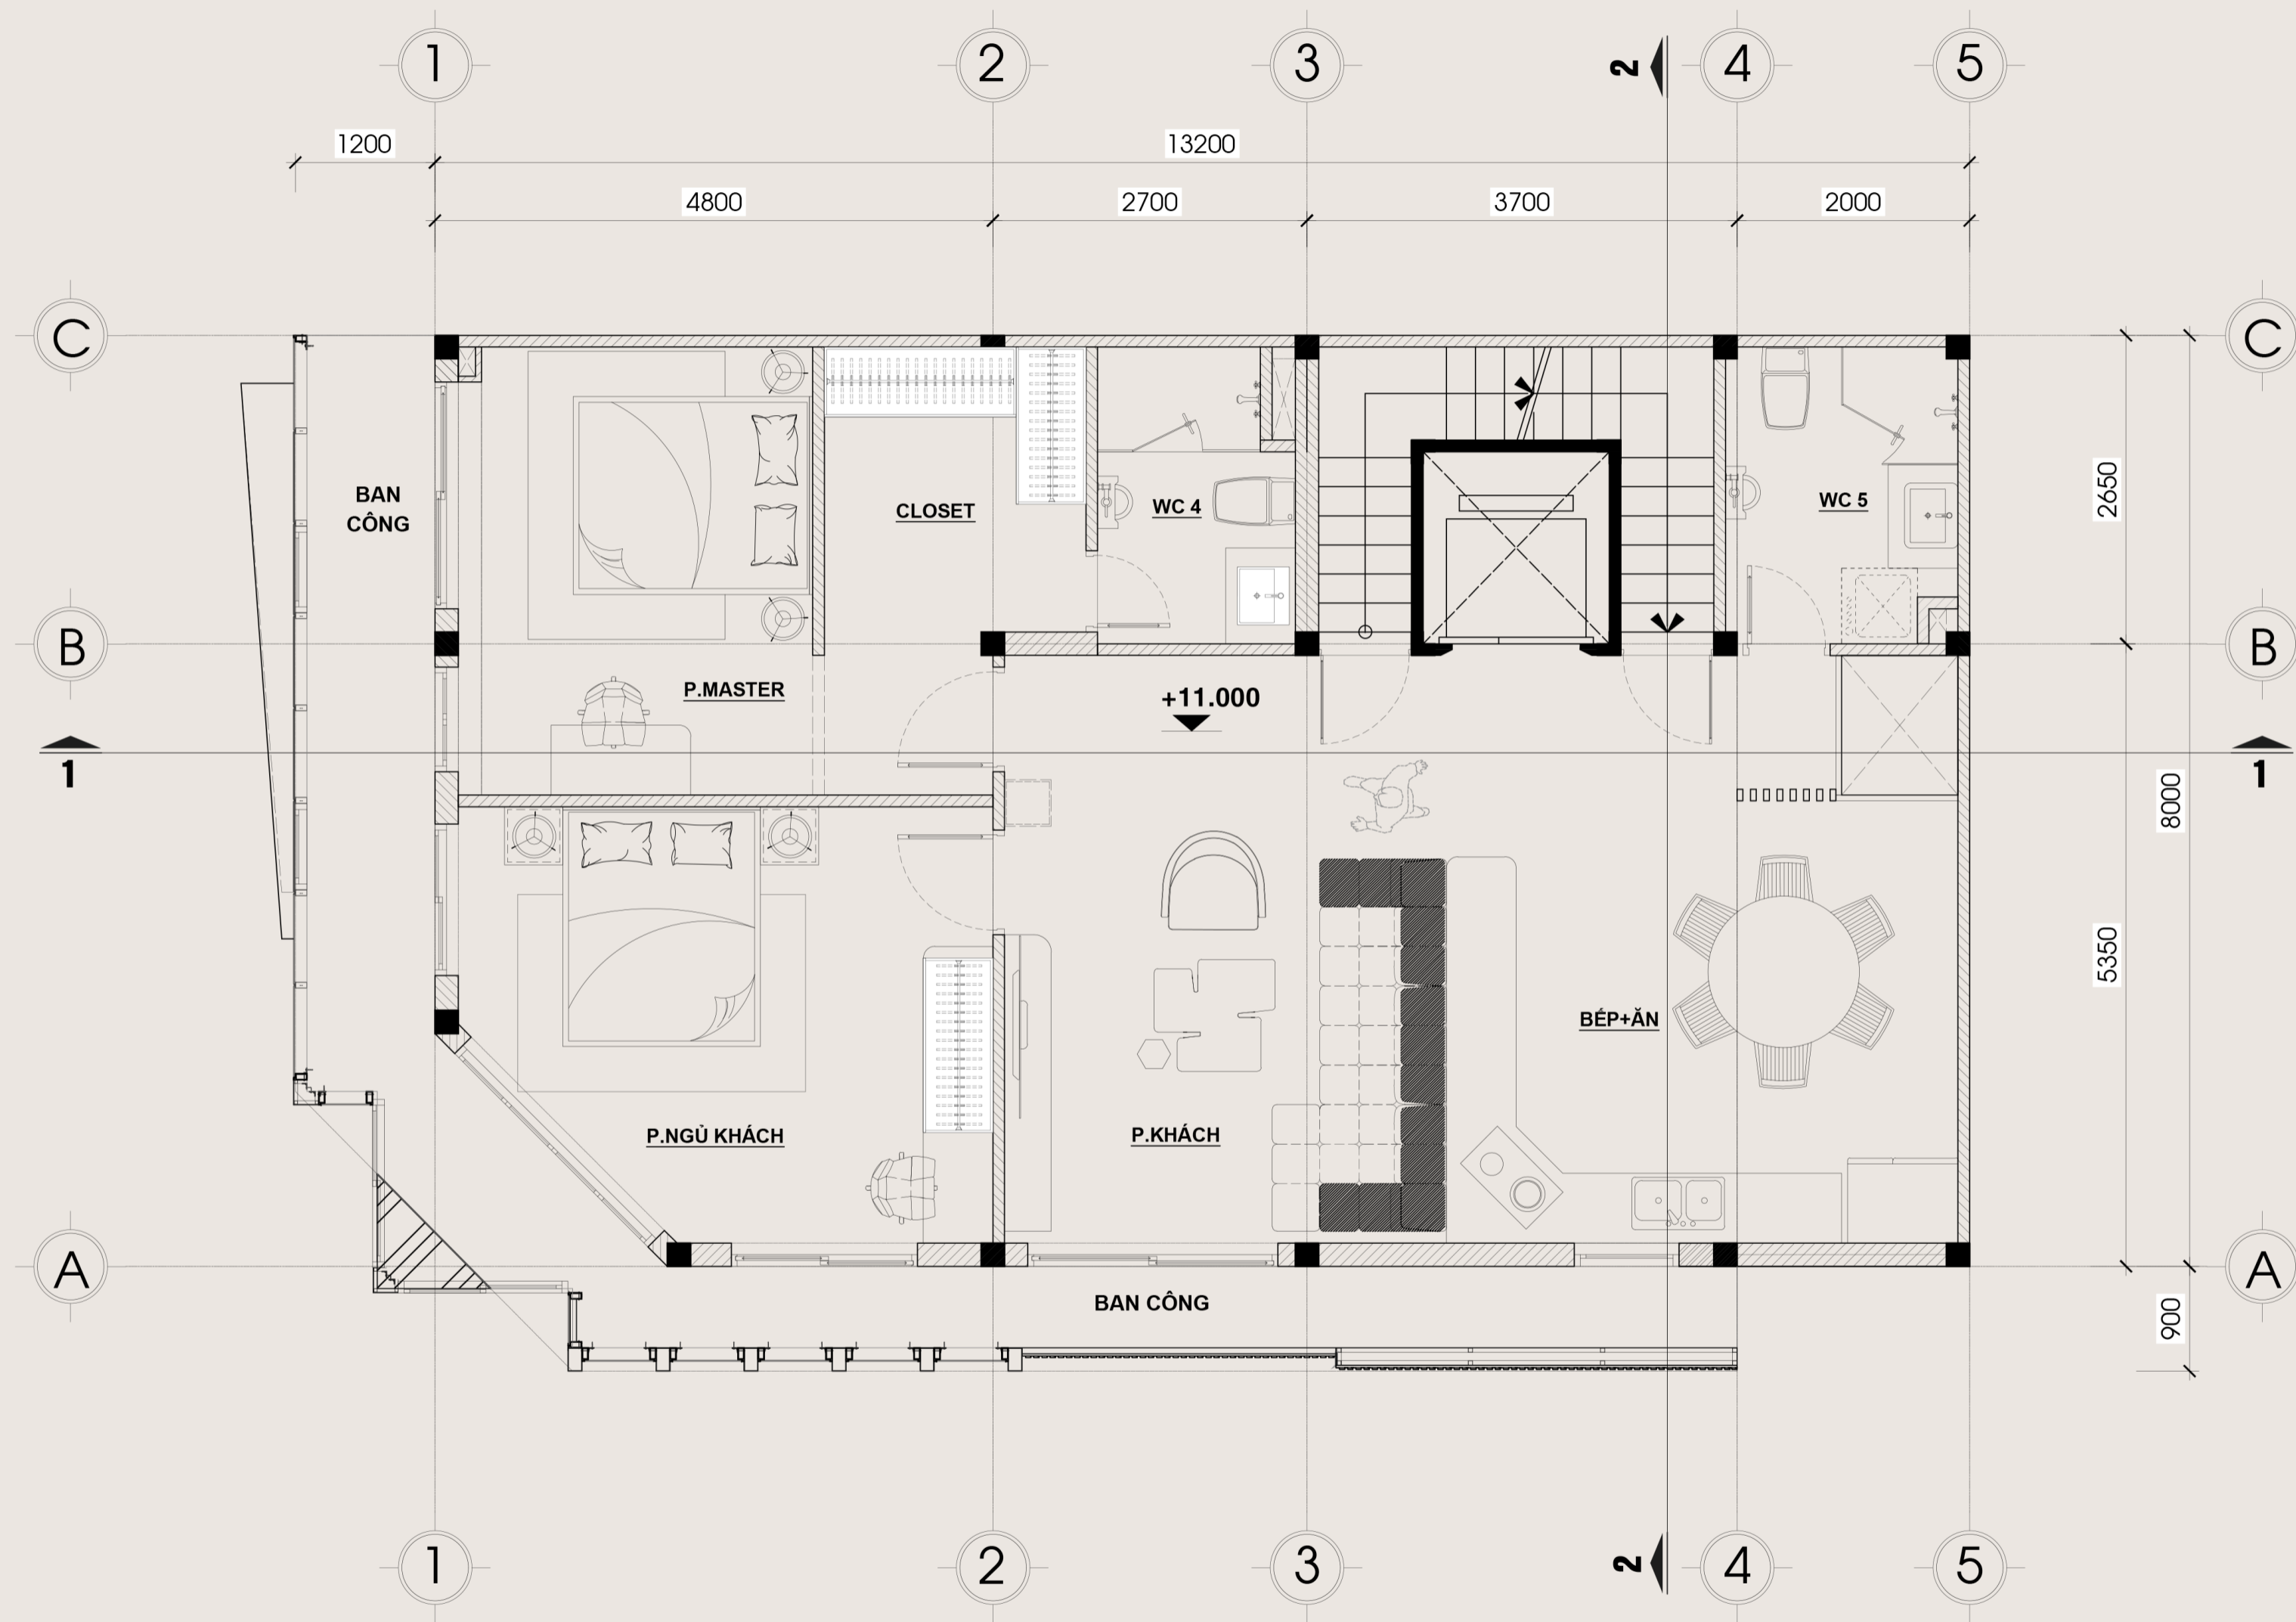 1 2 3 2 4 5
1200 13200
4800 2700 3700 2000
C C
BAN
CÔNG
CLOSET WC 4 WC 5
2650
B B
P.MASTER
+11.000
1 1
8000
5350
BẾP+ĂN
P.NGỦ KHÁCH P.KHÁCH
A A
BAN CÔNG
900
1 2 3 2 4 5